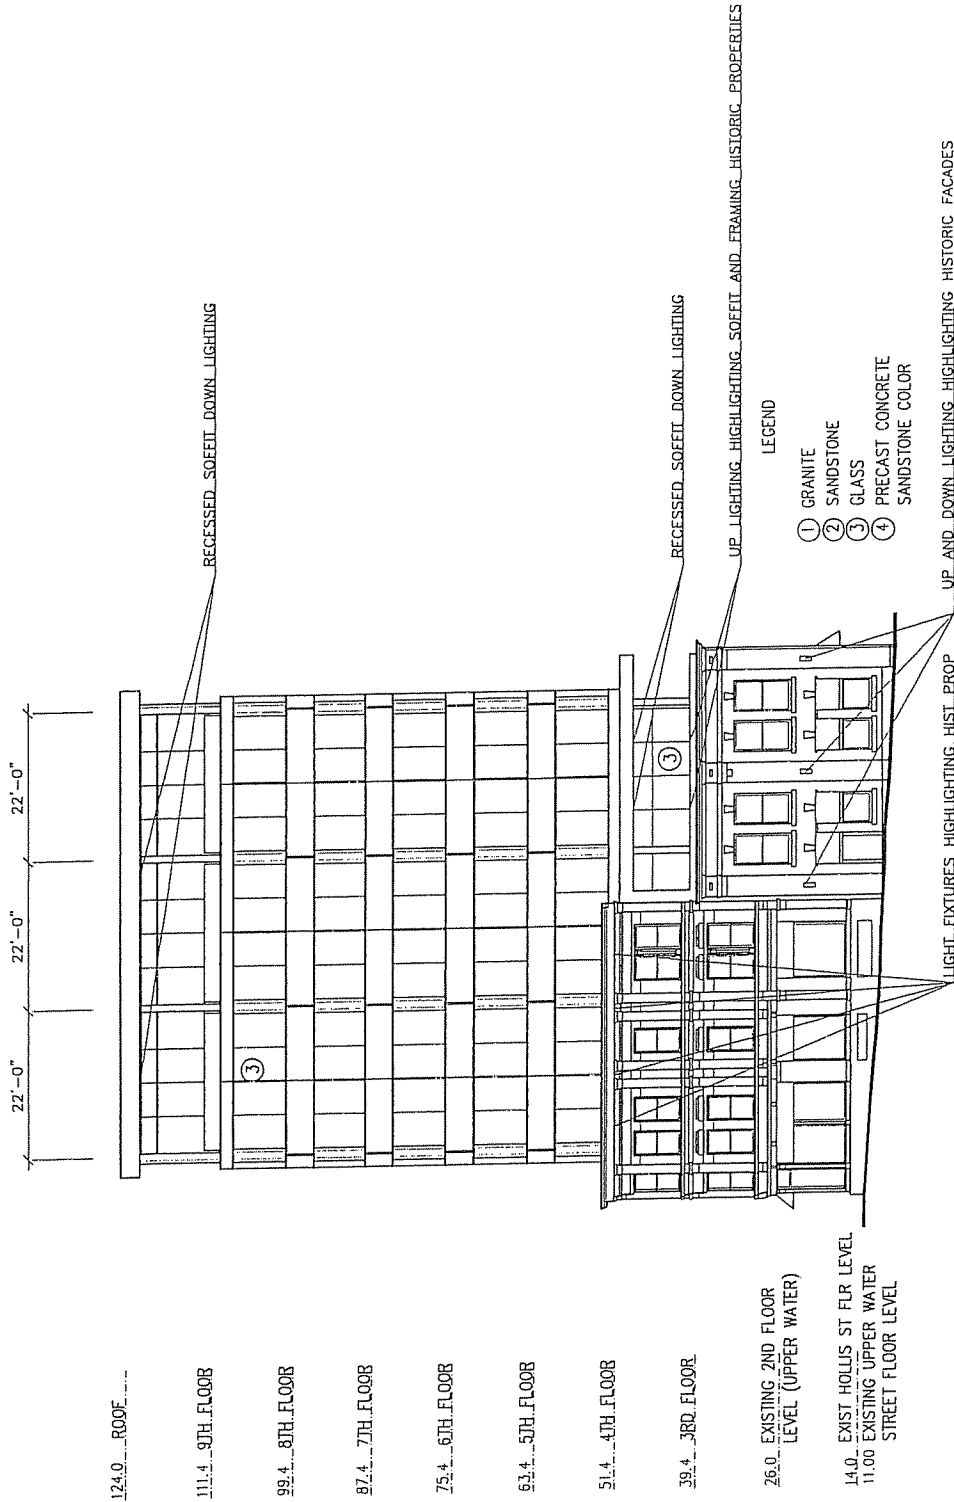 22'-0"
22'-0"
22'-0"
124.0 ROOF
111.4 9TH FLOOR
99.4 8TH FLOOR
87.4 7TH FLOOR
75.4 6TH FLOOR
63.4 5TH FLOOR
51.4 4TH FLOOR
39.4 3RD FLOOR
26.0 EXISTING 2ND FLOOR
LEVEL (UPPER WATER)
14.0 EXIST HOLLIS ST FLR LEVEL
11.00 EXISTING UPPER WATER
STREET FLOOR LEVEL
3
3
RECESSED SOFFIT DOWN LIGHTING
RECESSED SOFFIT DOWN LIGHTING
UP LIGHTING HIGHLIGHTING SOFFIT AND FRAMING HISTORIC PROPERTIES
LEGEND
1 GRANITE
2 SANDSTONE
3 GLASS
4 PRECAST CONCRETE
SANDSTONE COLOR
LIGHT FIXTURES HIGHLIGHTING HIST PROP
UP AND DOWN LIGHTING HIGHLIGHTING HISTORIC FACADES